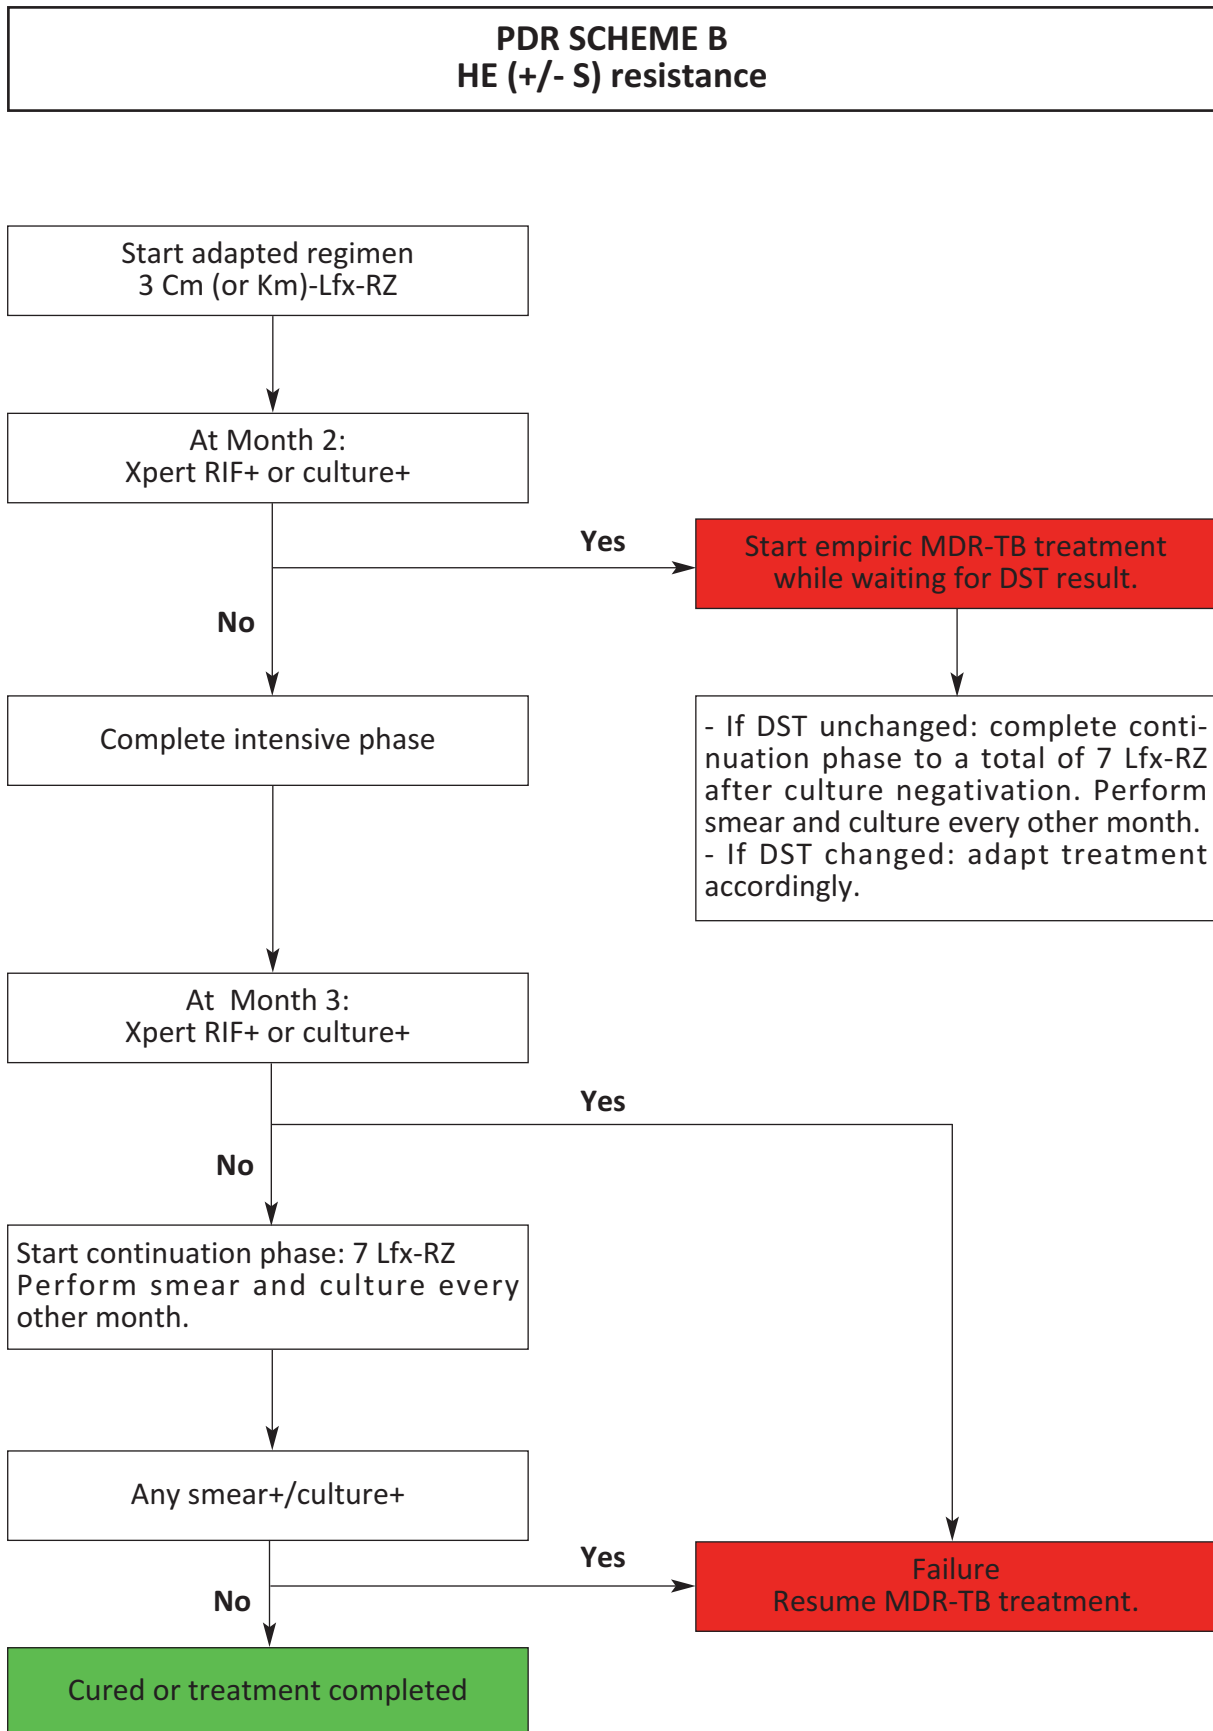 PDR SCHEME B
HE (+/- S) resistance
Start adapted regimen
3 Cm (or Km)-Lfx-RZ
At Month 2:
Xpert RIF+ or culture+
Yes
Start empiric MDR-TB treatment
while waiting for DST result.
No
Complete intensive phase
- If DST unchanged: complete conti-
nuation phase to a total of 7 Lfx-RZ
after culture negativation. Perform
smear and culture every other month.
- If DST changed: adapt treatment
accordingly.
At Month 3:
Xpert RIF+ or culture+
Yes
No
Start continuation phase: 7 Lfx-RZ
Perform smear and culture every
other month.
Any smear+/culture+
Yes
Failure
Resume MDR-TB treatment.
No
Cured or treatment completed